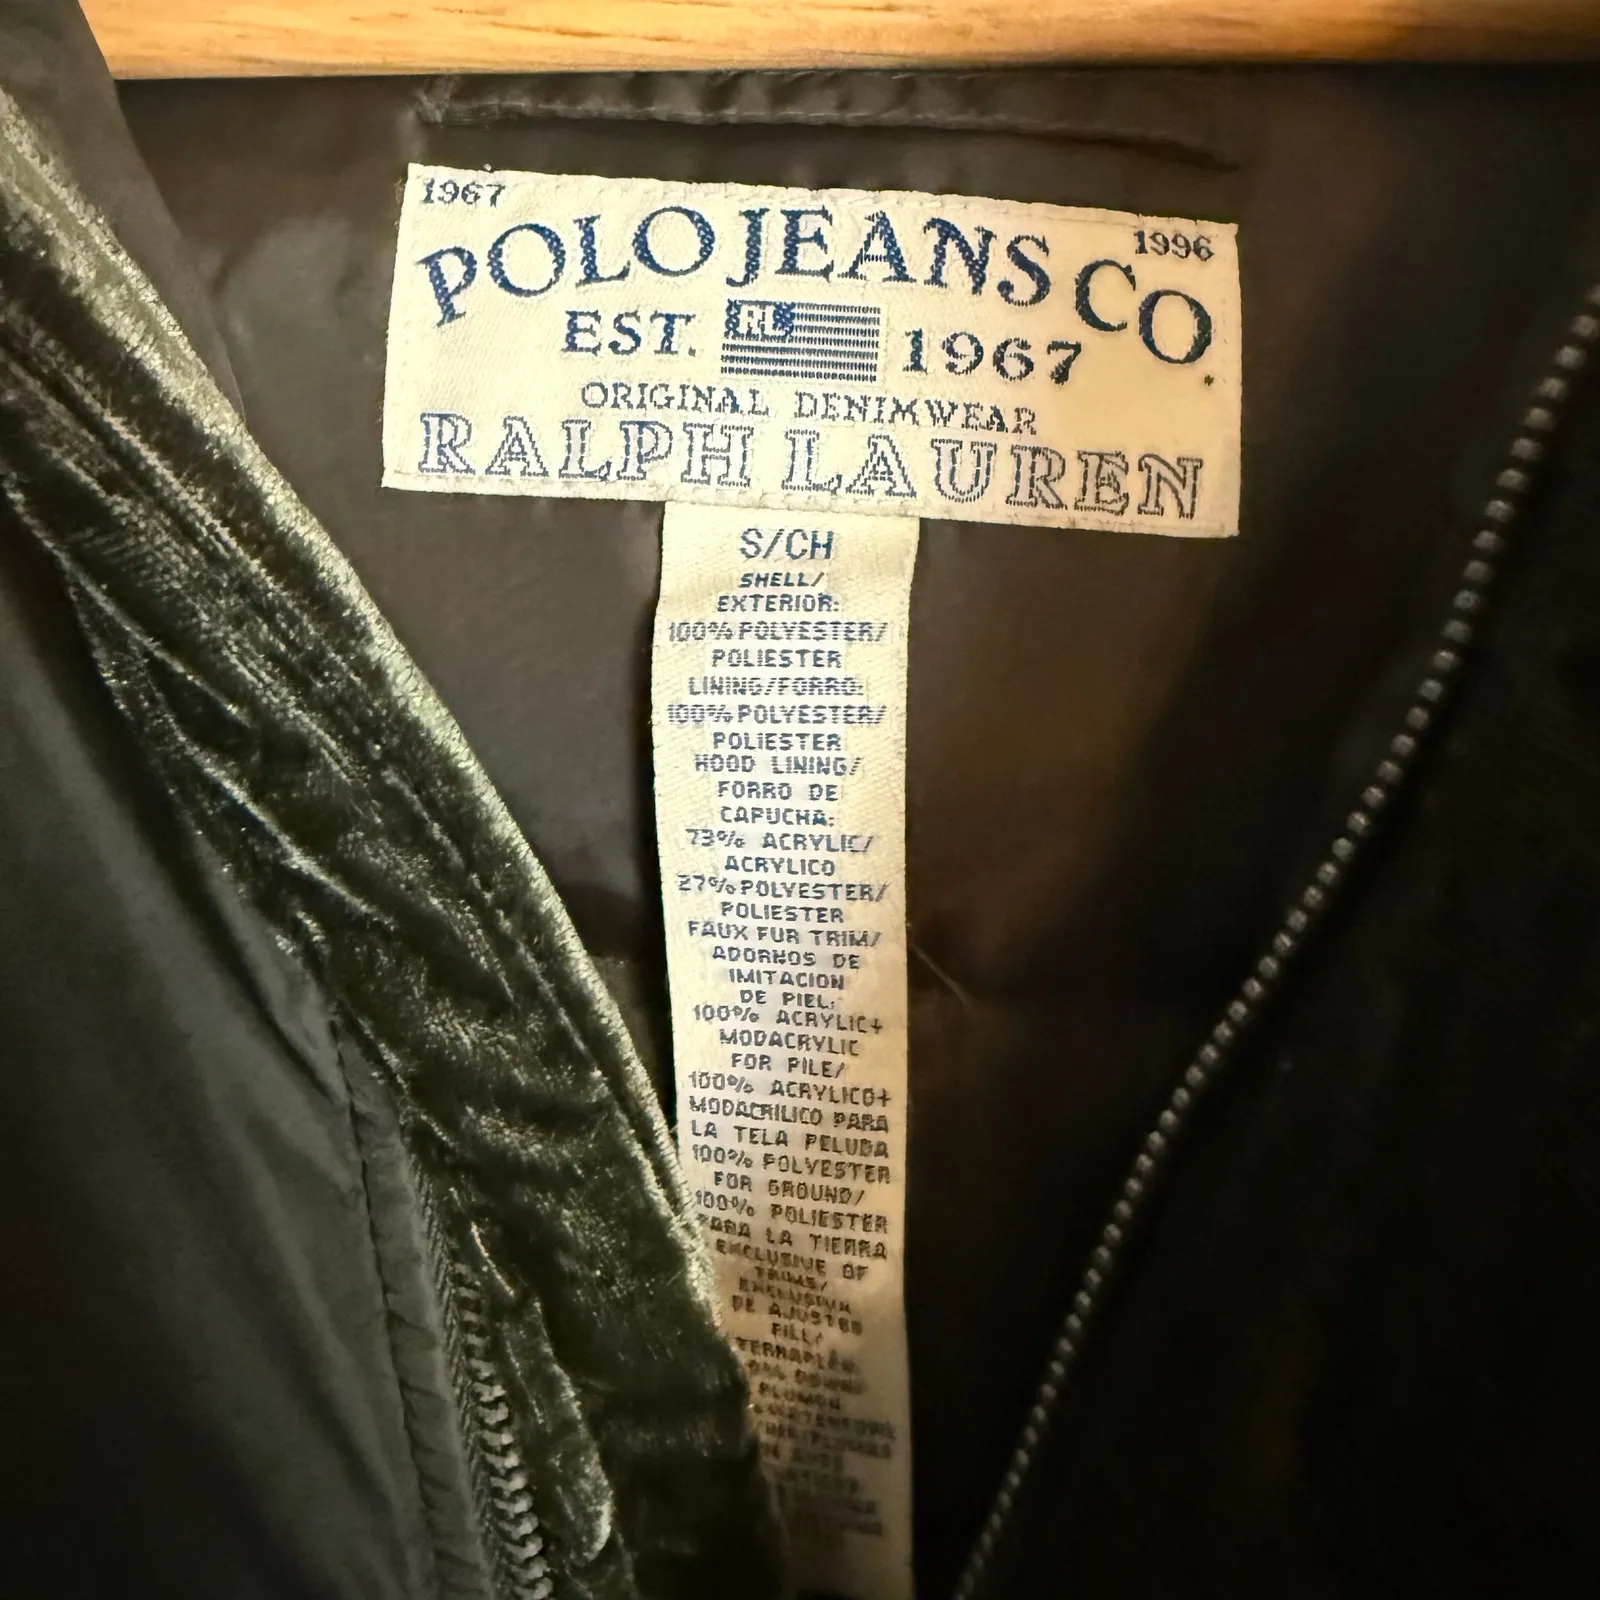 1967
POLO JEANS CO.
1996
EST. RL 1967
ORIGINAL DENIMWEAR
RALPH LAUREN
S/CH
SHELL/
EXTERIOR:
100% POLYESTER/
POLIESTER
LINING/FORRO:
100% POLYESTER/
POLIESTER
HOOD LINING/
FORRO DE
CAPUCHA:
73% ACRYLIC/
ACRYLICO
27% POLYESTER/
POLIESTER
FAUX FUR TRIM/
ADORNOS DE
IMITACION
DE PIEL:
100% ACRYLIC+
MODACRYLIC
FOR PILE/
100% ACRYLICO+
MODACRILICO PARA
LA TELA PELUDA
100% POLYESTER
FOR GROUND/
100% POLIESTER
PARA LA TIERRA
EXCLUSIVE OF
TRIMS/
EXCLUSIVA
DE AJUSTES
FILL/